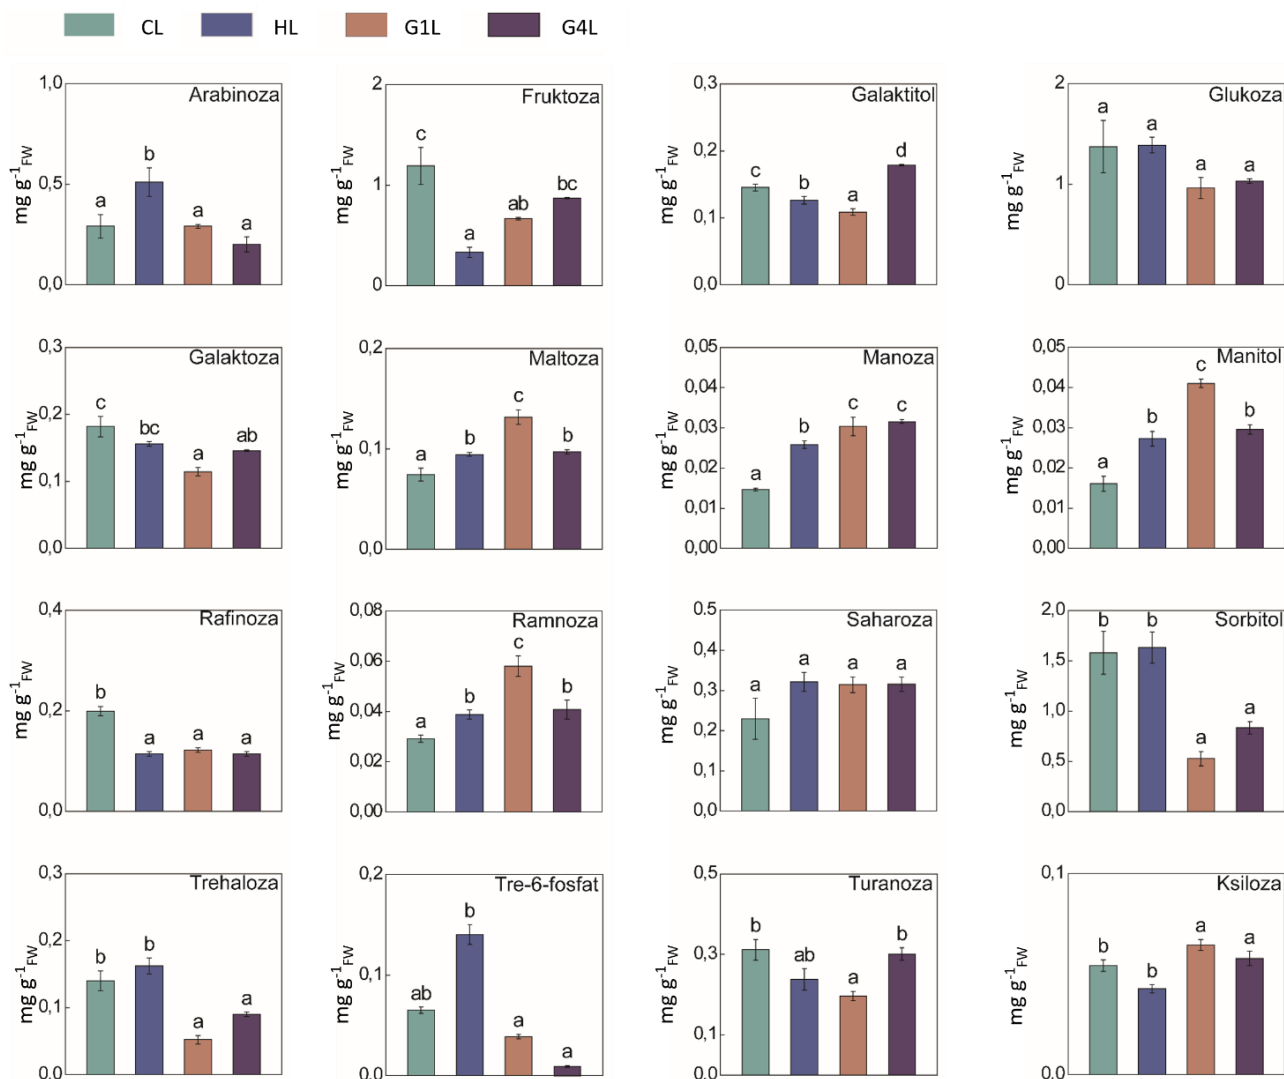 CL HL G1L G4L
1,0 Arabinoza
0,5
0,0
mg g⁻¹FW
a b a a
2 Fruktoza
1
0
mg g⁻¹FW
c a ab bc
0,3 Galaktitol
0,2
0,1
0,0
mg g⁻¹FW
c b a d
2 Glukoza
1
0
mg g⁻¹FW
a a a a
0,3 Galaktoza
0,2
0,1
0,0
mg g⁻¹FW
c bc a ab
0,2 Maltoza
0,1
0,0
mg g⁻¹FW
a b c b
0,05 Manoza
0,04
0,03
0,02
0,01
0,00
mg g⁻¹FW
a b c c
0,05 Manitol
0,04
0,03
0,02
0,01
0,00
mg g⁻¹FW
a b c b
0,4 Rafinoza
0,2
0,0
mg g⁻¹FW
b a a a
0,08 Ramnoza
0,06
0,04
0,02
0,00
mg g⁻¹FW
a b c b
0,5 Saharoza
0,4
0,3
0,2
0,1
0,0
mg g⁻¹FW
a a a a
2,0 Sorbitol
1,5
1,0
0,5
0,0
mg g⁻¹FW
b b a a
0,3 Trehaloza
0,2
0,1
0,0
mg g⁻¹FW
b b a a
0,2 Tre-6-fosfat
0,1
0,0
mg g⁻¹FW
ab b a a
0,5 Turanoza
0,3
0,1
0,0
mg g⁻¹FW
b ab a b
0,1 Ksiloza
0,0
mg g⁻¹FW
b b a a